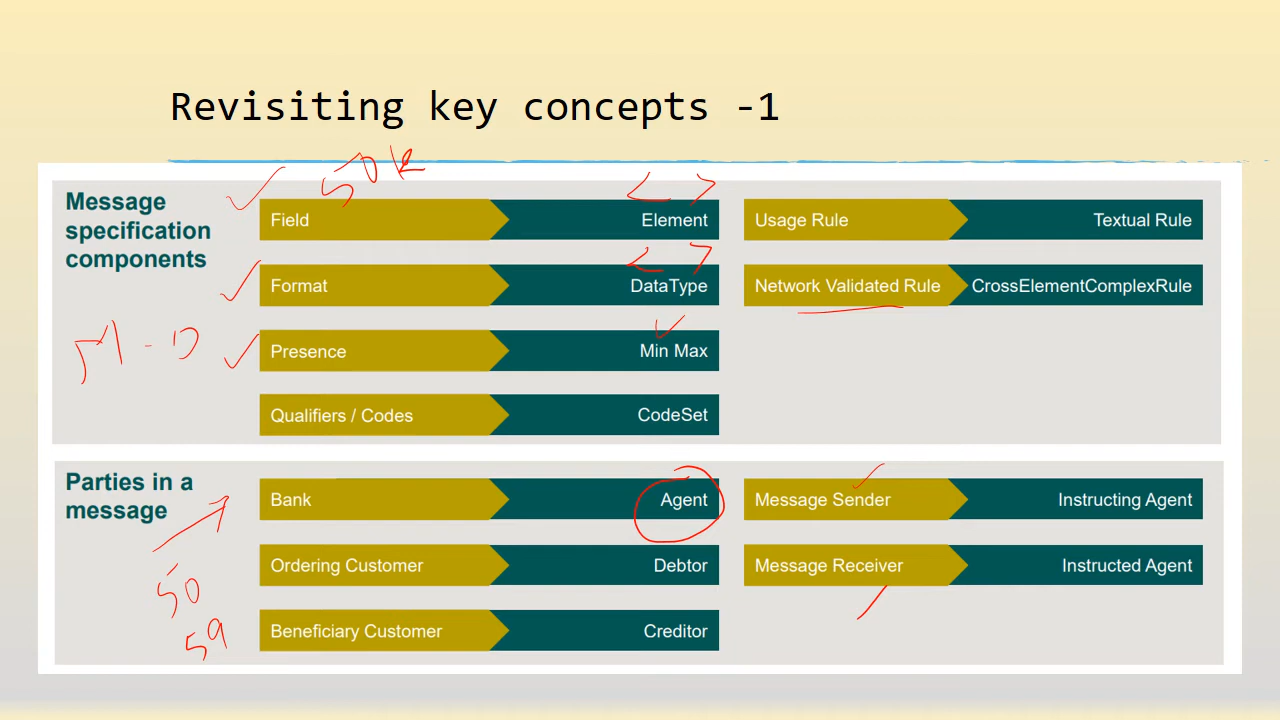 Revisiting key concepts -1
50k
Message
specification
components
Field
Element
< >
Format
DataType
< >
Presence
Min Max
M - O
Qualifiers / Codes
CodeSet
Usage Rule
Textual Rule
Network Validated Rule
CrossElementComplexRule
Parties in a
message
Bank
Agent
Ordering Customer
Debtor
50
Beneficiary Customer
Creditor
59
Message Sender
Instructing Agent
Message Receiver
Instructed Agent